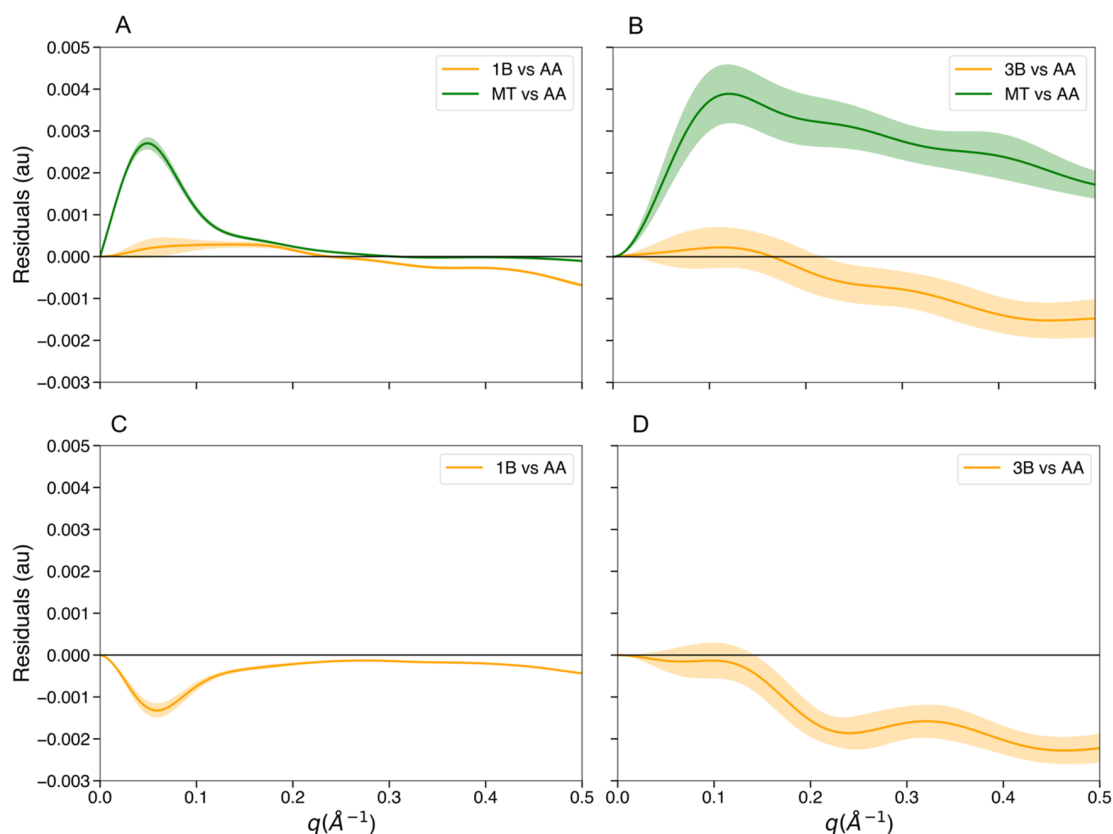 A
B
1B vs AA
MT vs AA
3B vs AA
MT vs AA
Residuals (au)
0.005
0.004
0.003
0.002
0.001
0.000
−0.001
−0.002
−0.003
C
D
1B vs AA
3B vs AA
Residuals (au)
0.005
0.004
0.003
0.002
0.001
0.000
−0.001
−0.002
−0.003
0.0 0.1 0.2 0.3 0.4 0.5
0.0 0.1 0.2 0.3 0.4 0.5
q(Å⁻¹)
q(Å⁻¹)